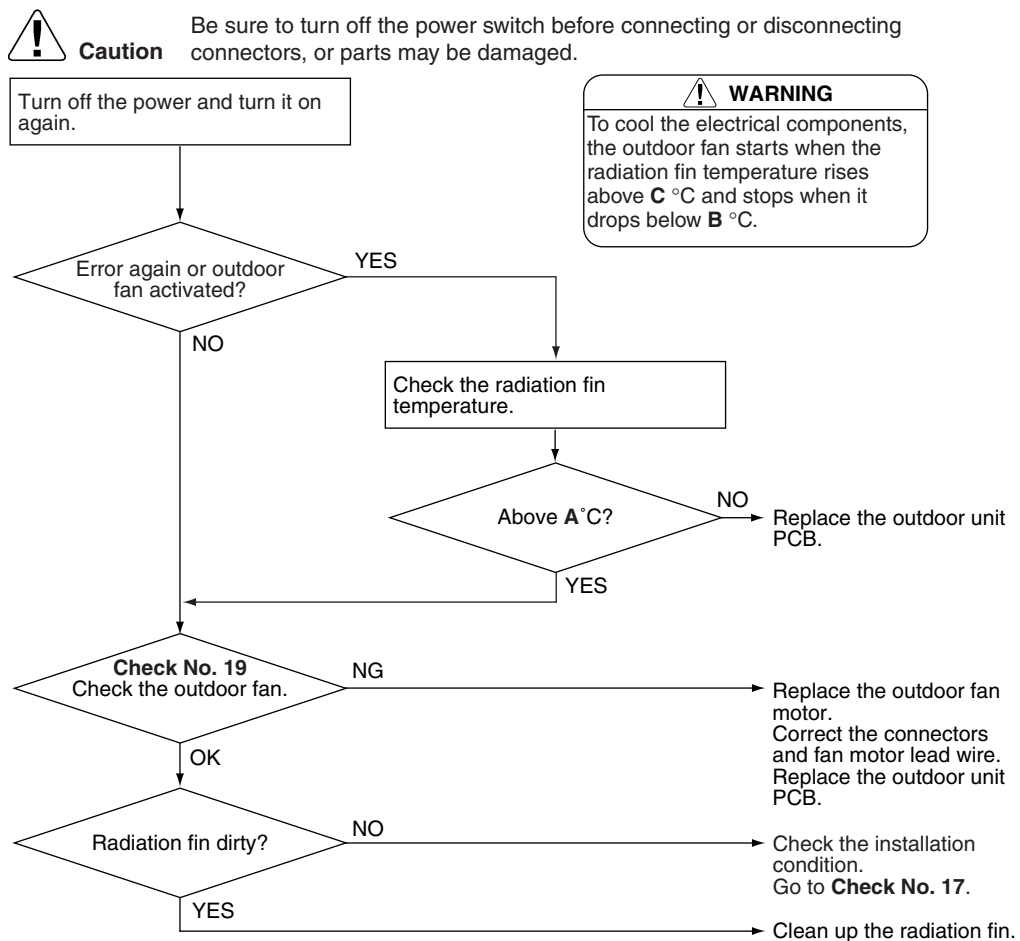 Be sure to turn off the power switch before connecting or disconnecting
Caution connectors, or parts may be damaged.
Turn off the power and turn it on
again.
WARNING
To cool the electrical components,
the outdoor fan starts when the
radiation fin temperature rises
above C °C and stops when it
drops below B °C.
Error again or outdoor
fan activated?
YES
NO
Check the radiation fin
temperature.
Above A°C?
NO
Replace the outdoor unit
PCB.
YES
Check No. 19
Check the outdoor fan.
NG
Replace the outdoor fan
motor.
Correct the connectors
and fan motor lead wire.
Replace the outdoor unit
PCB.
OK
Radiation fin dirty?
NO
Check the installation
condition.
Go to Check No. 17.
YES
Clean up the radiation fin.